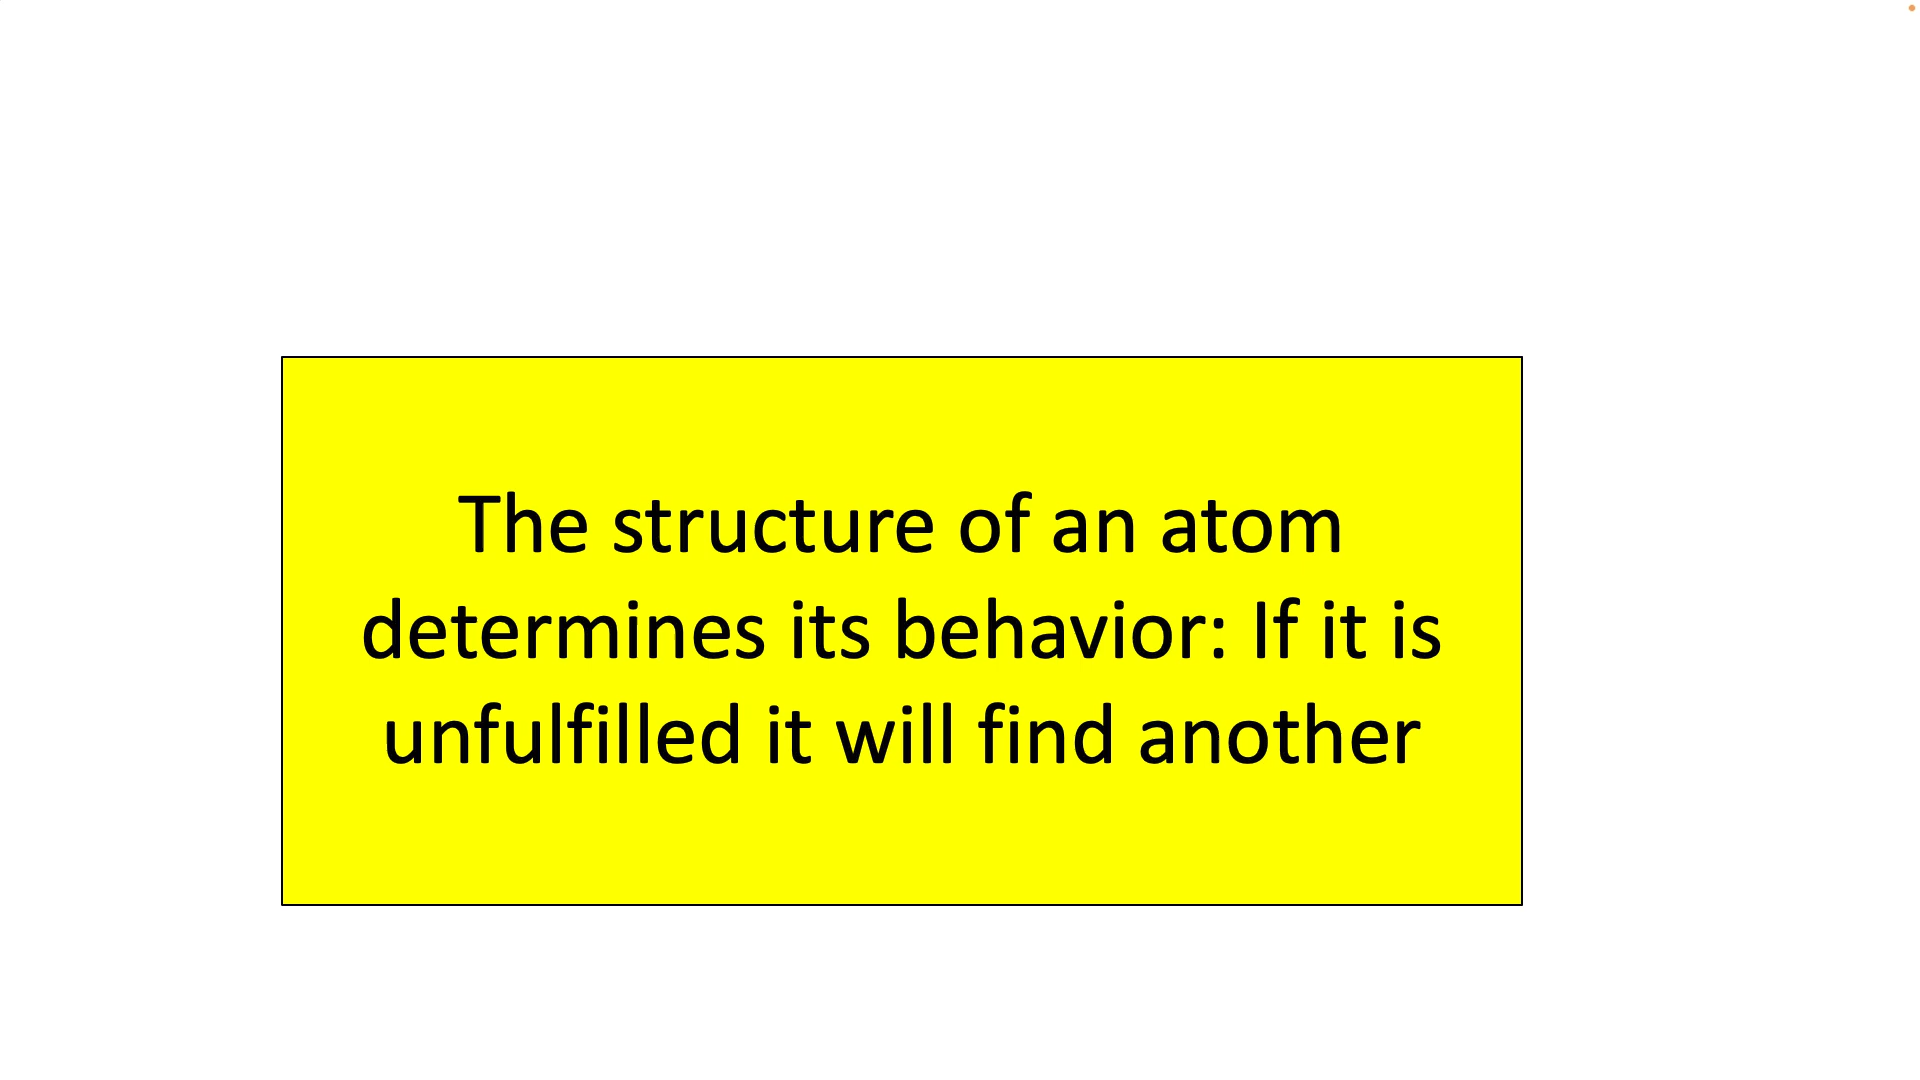 The structure of an atom
determines its behavior: If it is
unfulfilled it will find another